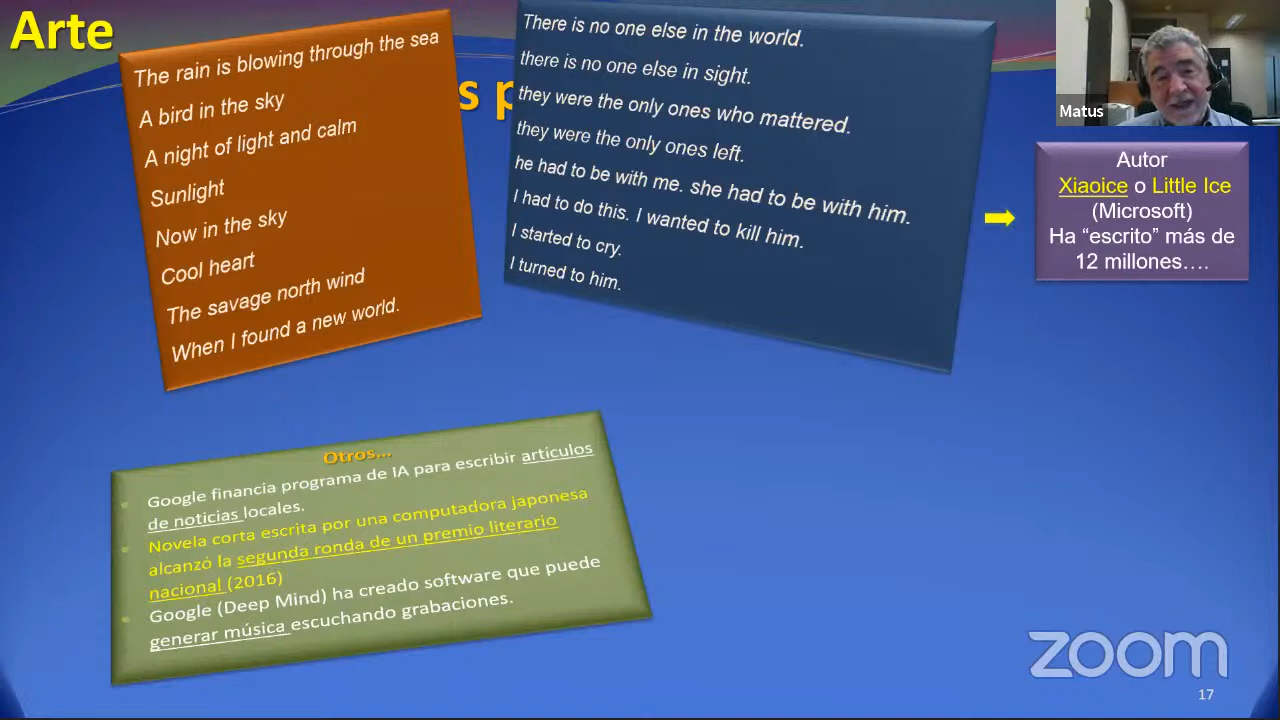 Arte
s p
The rain is blowing through the sea
A bird in the sky
A night of light and calm
Sunlight
Now in the sky
Cool heart
The savage north wind
When I found a new world.
There is no one else in the world.
there is no one else in sight.
they were the only ones who mattered.
they were the only ones left.
he had to be with me. she had to be with him.
I had to do this. I wanted to kill him.
I started to cry.
I turned to him.
Matus
Autor
Xiaoice o Little Ice
(Microsoft)
Ha “escrito” más de
12 millones….
Otros...
Google financia programa de IA para escribir articulos
de noticias locales.
Novela corta escrita por una computadora japonesa
alcanzó la segunda ronda de un premio literario
nacional (2016)
Google (Deep Mind) ha creado software que puede
generar música escuchando grabaciones.
zoom
17